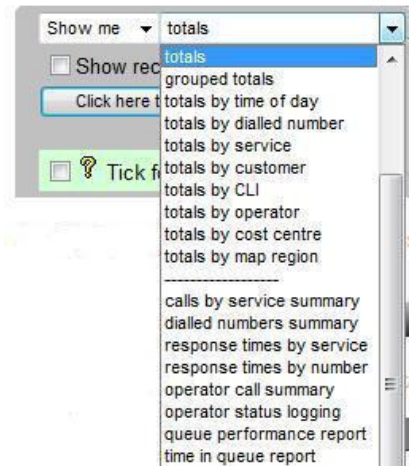 Show me totals
totals
Show rec
grouped totals
Click here t
totals by time of day
totals by dialled number
totals by service
totals by customer
Tick f
totals by CLI
totals by operator
totals by cost centre
totals by map region
--------------------
calls by service summary
dialled numbers summary
response times by service
response times by number
operator call summary
operator status logging
queue performance report
time in queue report